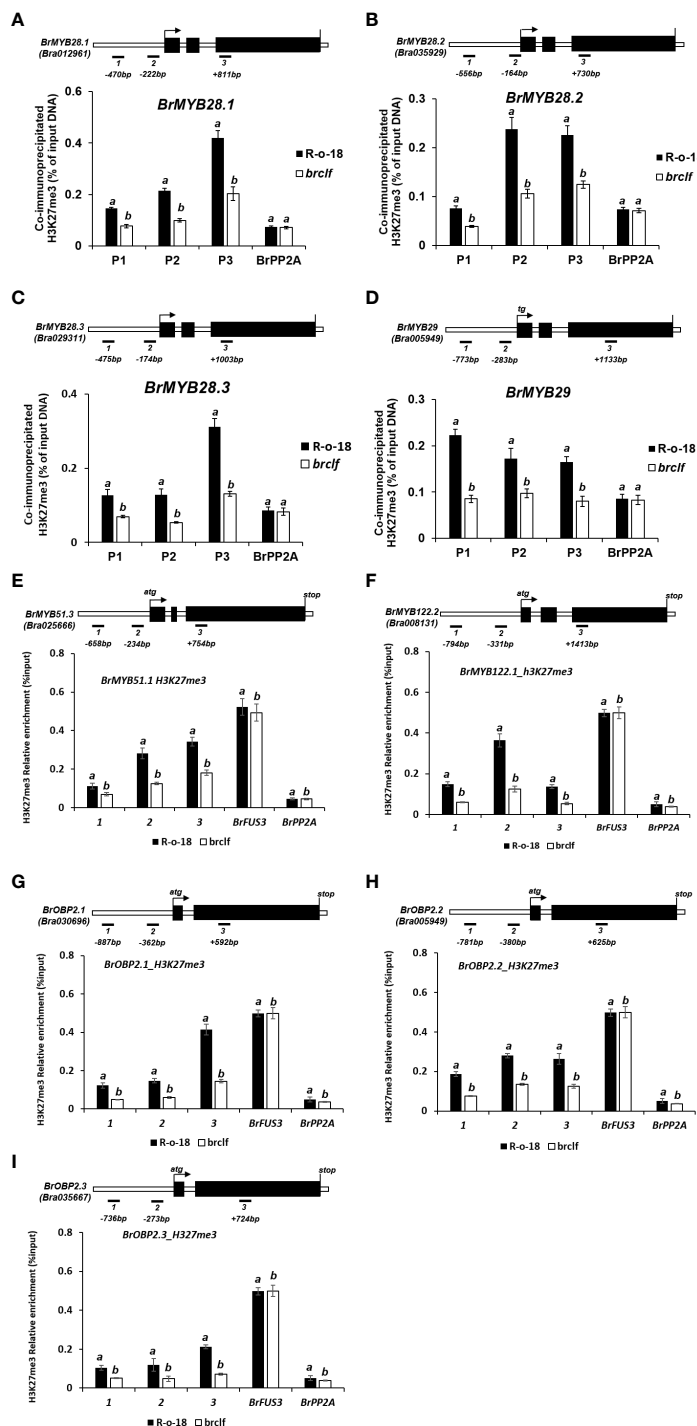 A
BrMYB28.1
(Bra012961)
1
2
3
-470bp
-222bp
+811bp
BrMYB28.1
Co-immunoprecipitated
H3K27me3 (% of input DNA)
0.6
0.4
0.2
0
a
b
a
b
a
b
a
a
P1
P2
P3
BrPP2A
R-o-18
brclf
B
BrMYB28.2
(Bra035929)
1
2
3
-556bp
-164bp
+730bp
BrMYB28.2
Co-immunoprecipitated
H3K27me3 (% of input DNA)
0.3
0.2
0.1
0
a
b
a
b
a
b
a
a
P1
P2
P3
BrPP2A
R-o-1
brclf
C
BrMYB28.3
(Bra029311)
1
2
3
-475bp
-174bp
+1003bp
BrMYB28.3
Co-immunoprecipitated
H3K27me3 (% of input DNA)
0.4
0.2
0
a
b
a
b
a
b
a
a
P1
P2
P3
BrPP2A
R-o-18
brclf
D
tg
BrMYB29
(Bra005949)
1
2
3
-773bp
-283bp
+1133bp
BrMYB29
Co-immunoprecipitated
H3K27me3 (% of input DNA)
0.3
0.2
0.1
0
a
b
a
b
a
b
a
a
P1
P2
P3
BrPP2A
R-o-18
brclf
E
atg
stop
BrMYB51.3
(Bra025666)
1
2
3
-658bp
-234bp
+754bp
BrMYB51.1 H3K27me3
H3K27me3 Relative enrichment (%input)
0.8
0.6
0.4
0.2
0
a
b
a
b
a
b
a
b
a
b
1
2
3
BrFUS3
BrPP2A
R-o-18 brclf
F
atg
stop
BrMYB122.2
(Bra008131)
1
2
3
-794bp
-331bp
+1413bp
BrMYB122.1_h3K27me3
H3K27me3 Relative enrichment (%input)
0.8
0.6
0.4
0.2
0
a
b
a
b
a
b
a
b
a
b
1
2
3
BrFUS3
BrPP2A
R-o-18 brclf
G
atg
stop
BrOBP2.1
(Bra030696)
1
2
3
-887bp
-362bp
+592bp
BrOBP2.1_H3K27me3
H3K27me3 Relative enrichment (%input)
0.6
0.4
0.2
0
a
b
a
b
a
b
a
b
a
b
1
2
3
BrFUS3
BrPP2A
R-o-18 brclf
H
atg
stop
BrOBP2.2
(Bra005949)
1
2
3
-781bp
-380bp
+625bp
BrOBP2.2_H3K27me3
H3K27me3 Relative enrichment (%input)
0.8
0.6
0.4
0.2
0
a
b
a
b
a
b
a
b
a
b
1
2
3
BrFUS3
BrPP2A
R-o-18 brclf
I
atg
stop
BrOBP2.3
(Bra035667)
1
2
3
-736bp
-273bp
+724bp
BrOBP2.3_H327me3
H3K27me3 Relative enrichment (%input)
0.8
0.6
0.4
0.2
0
a
b
a
b
a
b
a
b
a
b
1
2
3
BrFUS3
BrPP2A
R-o-18 brclf